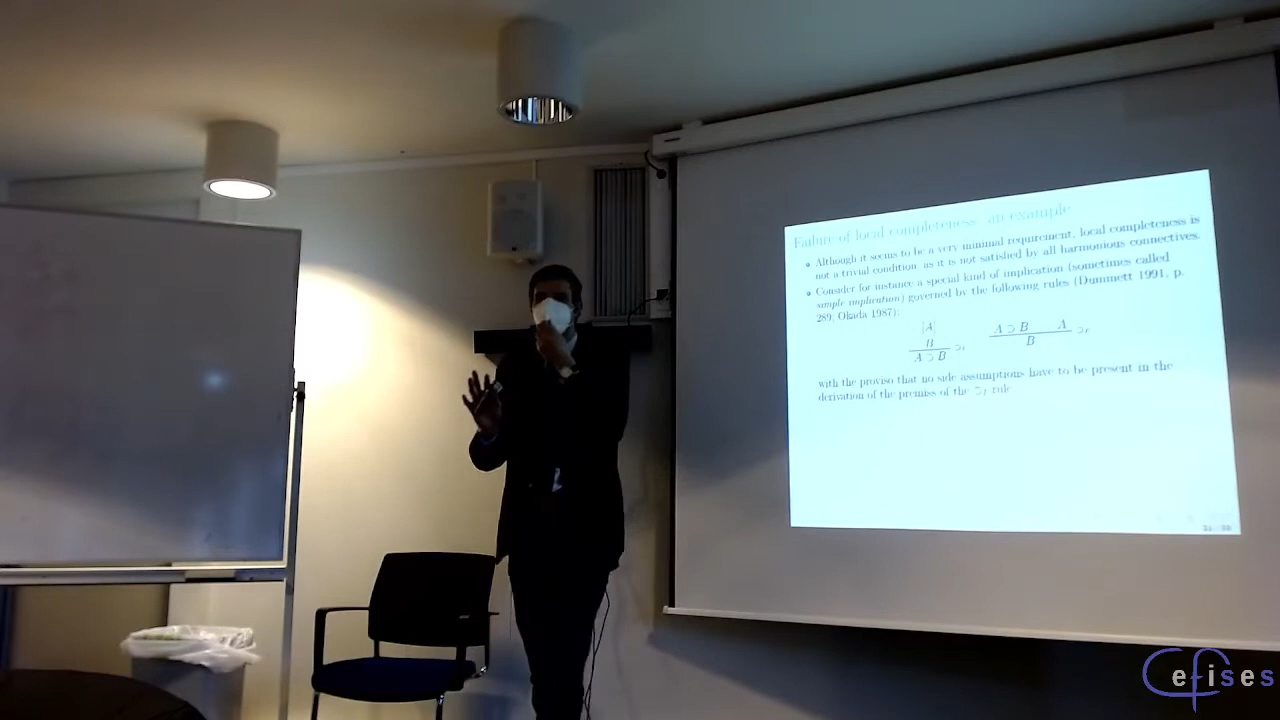 Failure of local completeness: an example
Although it seems to be a very minimal requirement, local completeness is
not a trivial condition, as it is not satisfied by all harmonious connectives.
Consider for instance a special kind of implication (sometimes called
simple implication) governed by the following rules (Dummett 1991, p.
289; Okada 1987):
[A]
B
A ⊃ B
A ⊃ B A
B
with the proviso that no side assumptions have to be present in the
derivation of the premiss of the ⊃I rule
Cefises